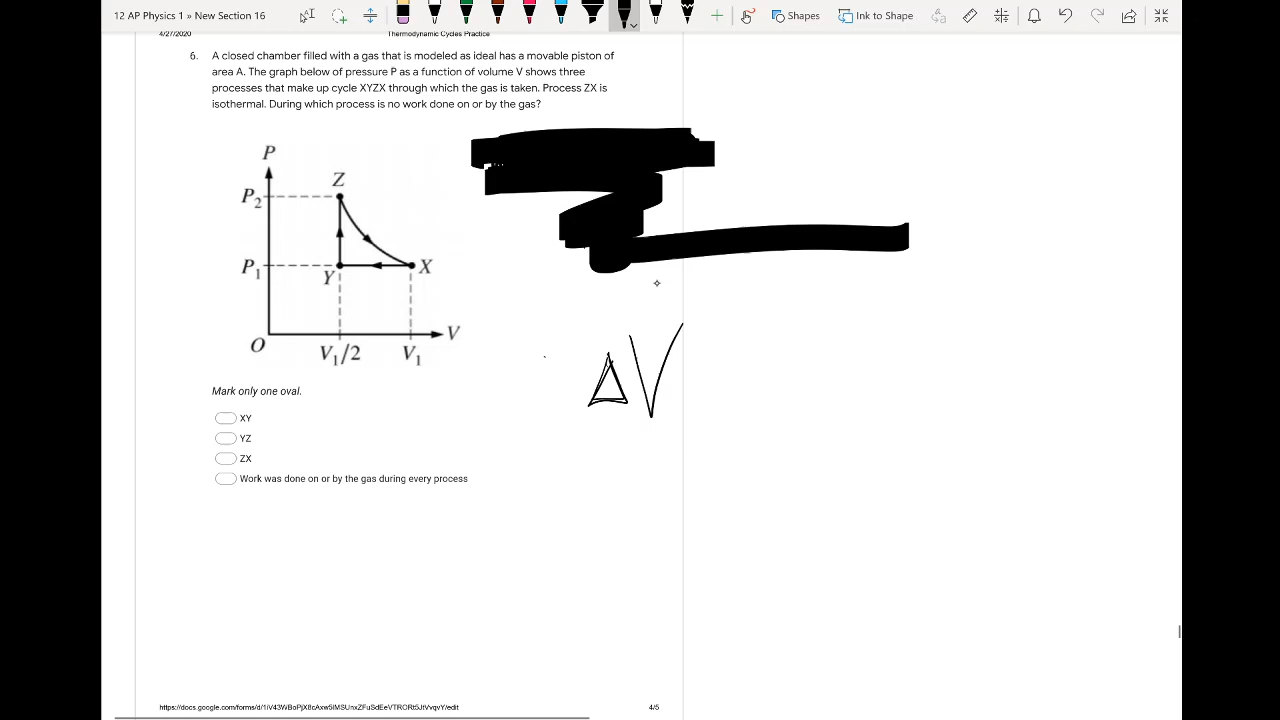 12 AP Physics 1 » New Section 16
Shapes
Ink to Shape
4/27/2020
Thermodynamic Cycles Practice
6. A closed chamber filled with a gas that is modeled as ideal has a movable piston of
area A. The graph below of pressure P as a function of volume V shows three
processes that make up cycle XYZX through which the gas is taken. Process ZX is
isothermal. During which process is no work done on or by the gas?
P
Z
P₂
P₁
Y
X
O
V₁/2
V₁
V
ΔV
Mark only one oval.
XY
YZ
ZX
Work was done on or by the gas during every process
4/5